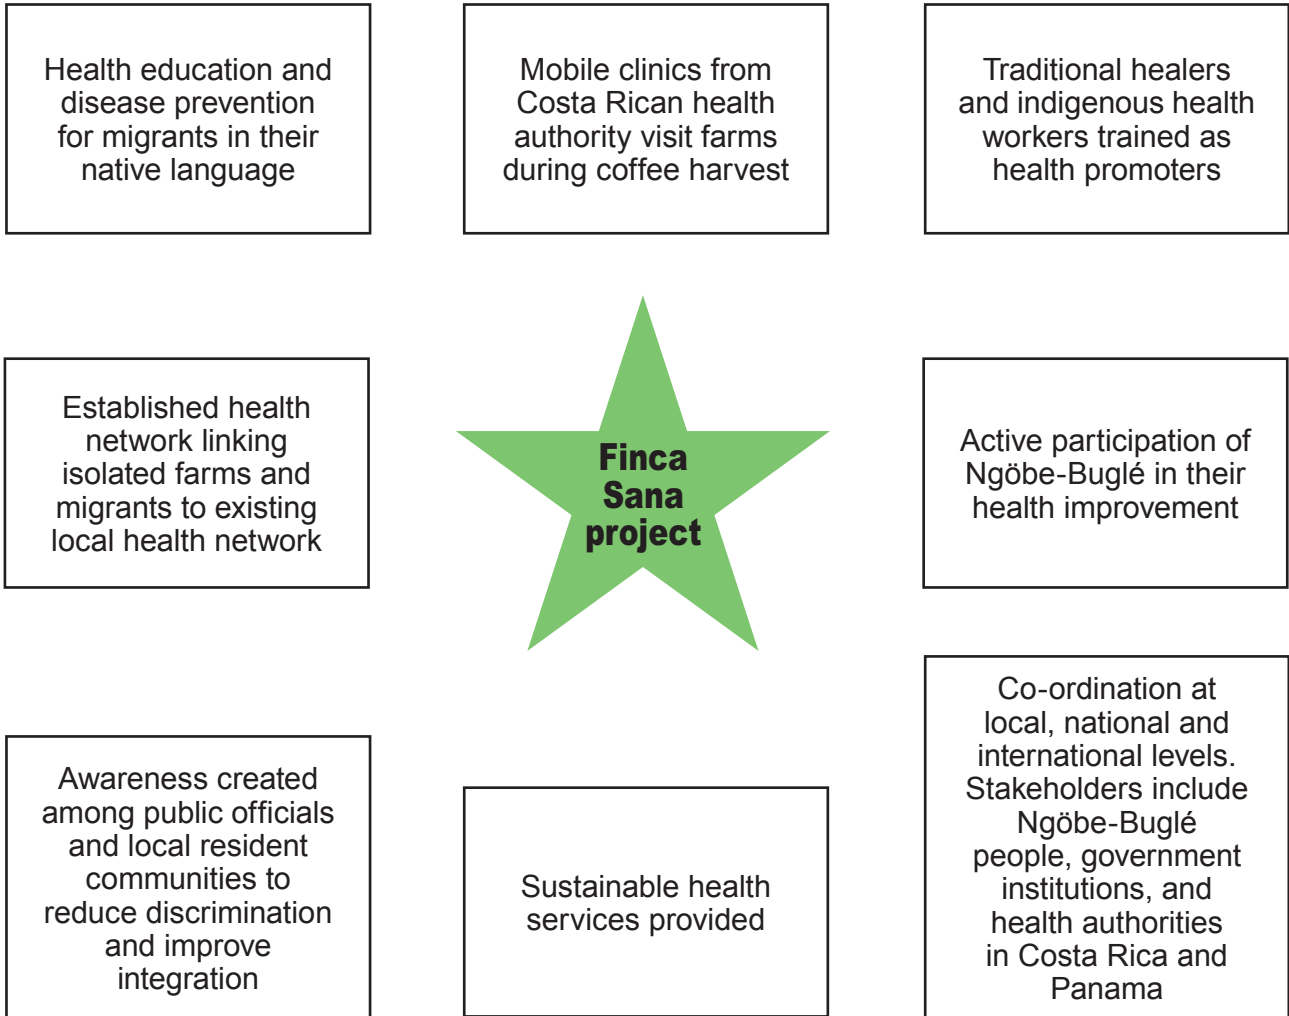 Health education and
disease prevention
for migrants in their
native language
Mobile clinics from
Costa Rican health
authority visit farms
during coffee harvest
Traditional healers
and indigenous health
workers trained as
health promoters
Established health
network linking
isolated farms and
migrants to existing
local health network
Finca
Sana
project
Active participation of
Ngöbe-Buglé in their
health improvement
Awareness created
among public officials
and local resident
communities to
reduce discrimination
and improve
integration
Sustainable health
services provided
Co-ordination at
local, national and
international levels.
Stakeholders include
Ngöbe-Buglé
people, government
institutions, and
health authorities
in Costa Rica and
Panama